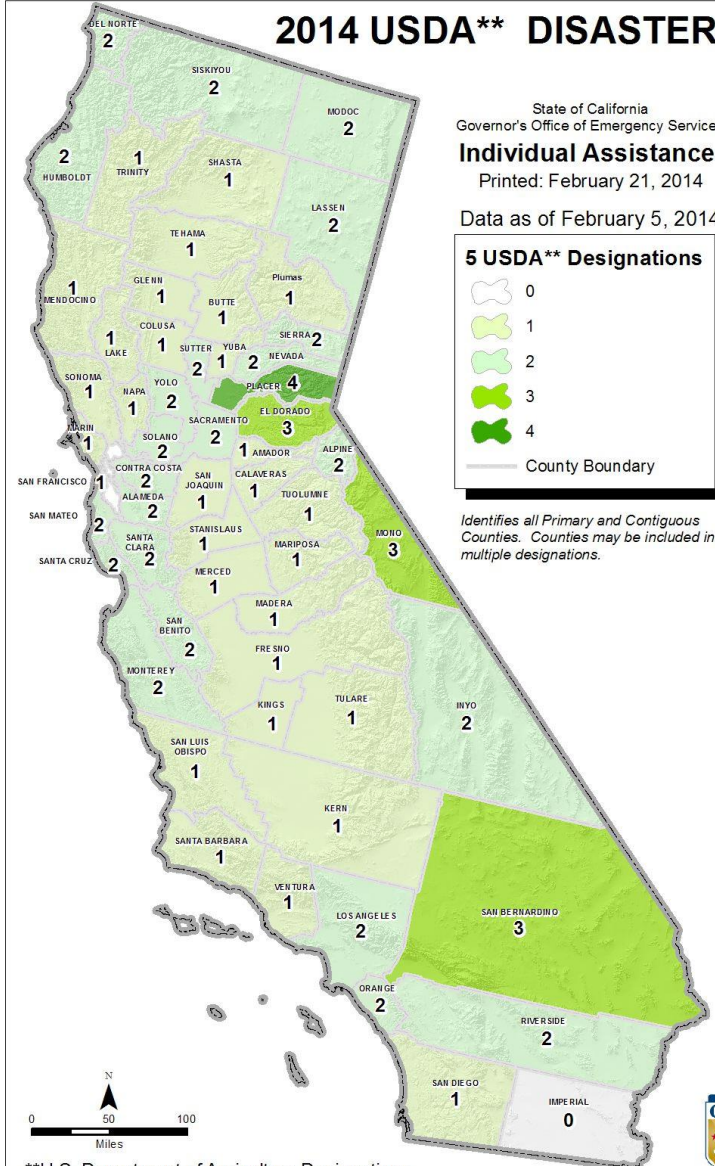 2014 USDA** DISASTER
State of California
Governor's Office of Emergency Service
Individual Assistance
Printed: February 21, 2014
Data as of February 5, 2014
5 USDA** Designations
0
1
2
3
4
County Boundary
Identifies all Primary and Contiguous
Counties. Counties may be included in
multiple designations.
DEL NORTE
2
SISKIYOU
2
MODOC
2
2
HUMBOLDT
1
TRINITY
SHASTA
1
LASSEN
2
TEHAMA
1
Plumas
1
1
MENDOCINO
GLENN
1
BUTTE
1
COLUSA
1
1
LAKE
SIERRA 2
SUTTER
2
YUBA
1
2
NEVADA
PLACER 4
SONOMA
1
NAPA
1
YOLO
2
EL DORADO
3
SACRAMENTO
2
SOLANO
2
MARIN
1
1
AMADOR
ALPINE
2
SAN FRANCISCO 1
CONTRA COSTA
2
ALAMEDA
2
SAN
JOAQUIN
1
CALAVERAS
1
TUOLUMNE
1
SAN MATEO 2
STANISLAUS
1
MONO
3
SANTA
CLARA
2
MARIPOSA
1
SANTA CRUZ 2
MERCED
1
MADERA
1
SAN
BENITO
2
FRESNO
1
MONTEREY
2
KINGS
1
TULARE
1
INYO
2
SAN LUIS
OBISPO
1
KERN
1
SANTA BARBARA
1
VENTURA
1
LOS ANGELES
2
SAN BERNARDINO
3
ORANGE
2
RIVERSIDE
2
SAN DIEGO
1
IMPERIAL
0
N
0 50 100
Miles